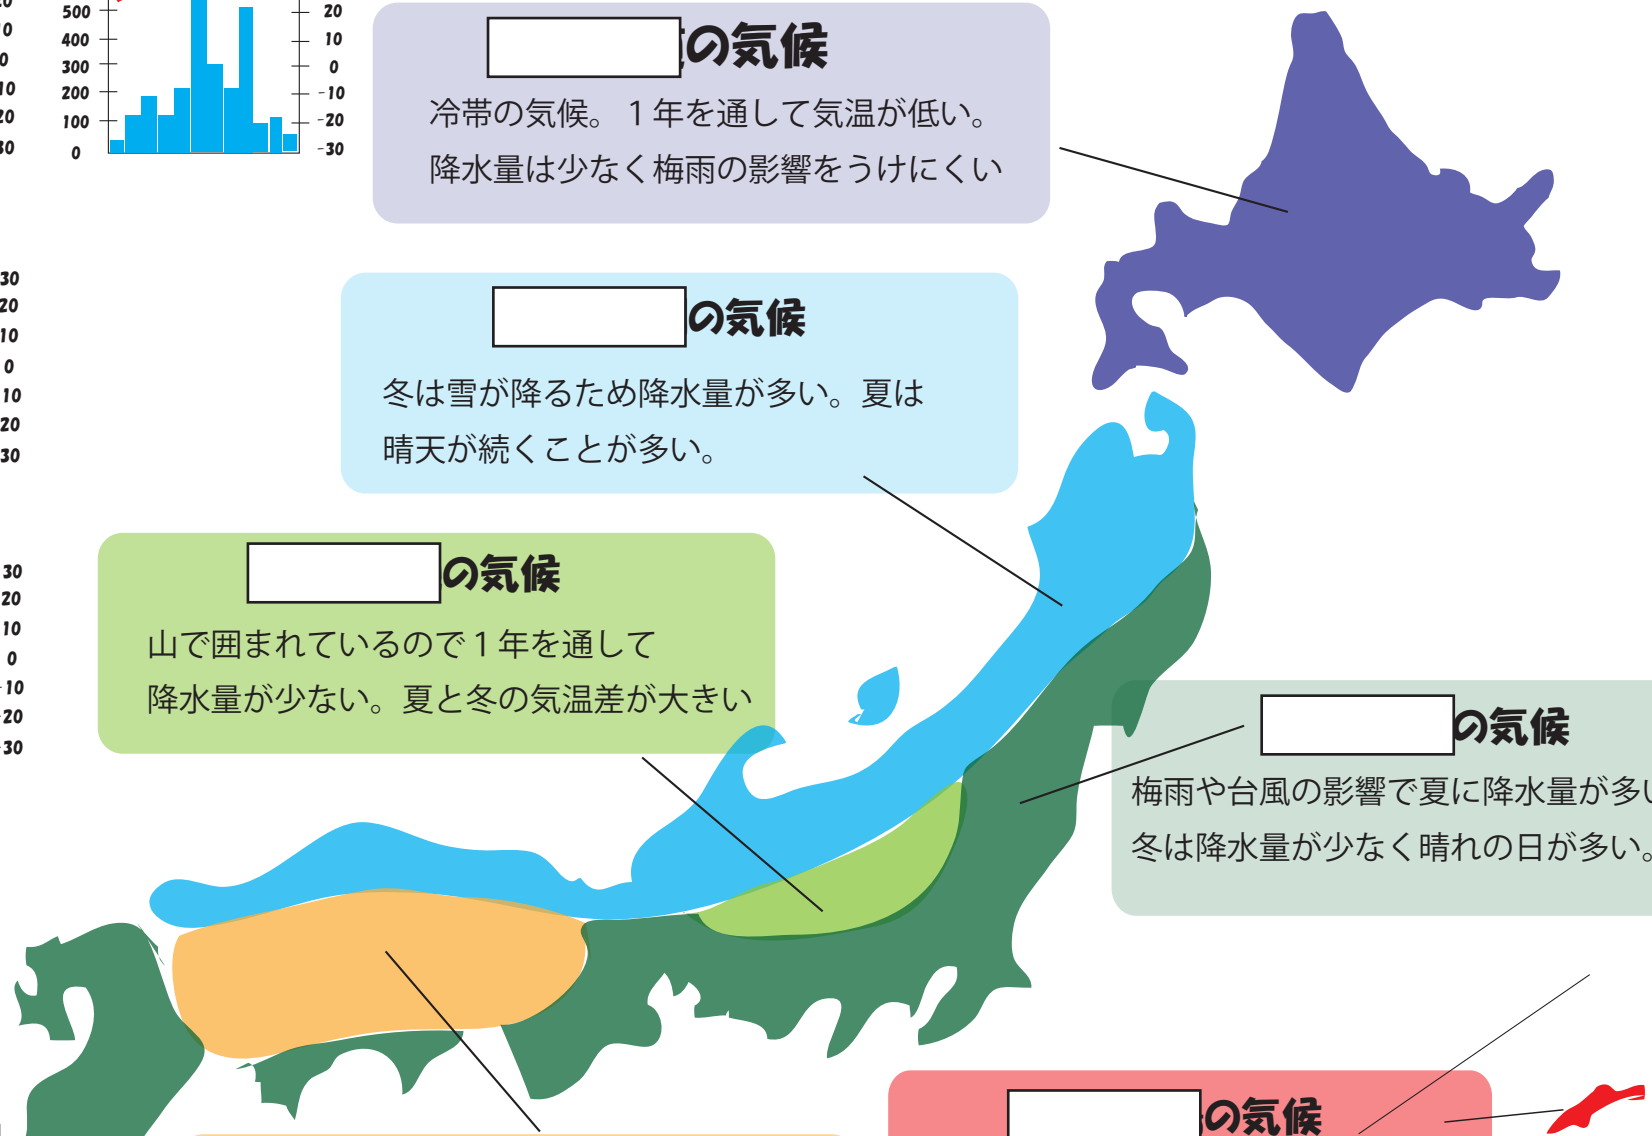 500
400
300
200
100
0
20
10
0
-10
-20
-30
の気候
冷帯の気候。1年を通して気温が低い。
降水量は少なく梅雨の影響をうけにくい
30
20
10
0
10
20
30
の気候
冬は雪が降るため降水量が多い。夏は
晴天が続くことが多い。
30
20
10
0
10
20
30
の気候
山で囲まれているので1年を通して
降水量が少ない。夏と冬の気温差が大きい
の気候
梅雨や台風の影響で夏に降水量が多い
冬は降水量が少なく晴れの日が多い。
の気候